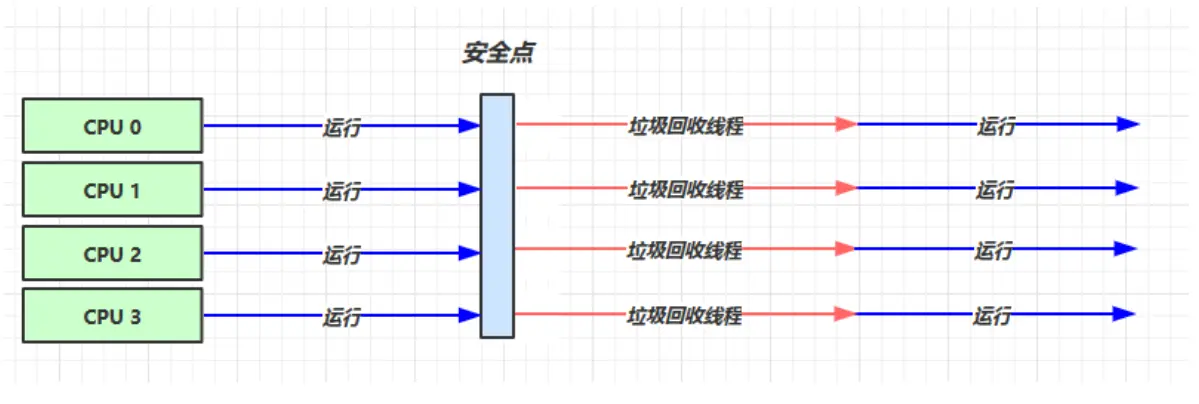 安全点
CPU 0 运行 垃圾回收线程 运行
CPU 1 运行 垃圾回收线程 运行
CPU 2 运行 垃圾回收线程 运行
CPU 3 运行 垃圾回收线程 运行